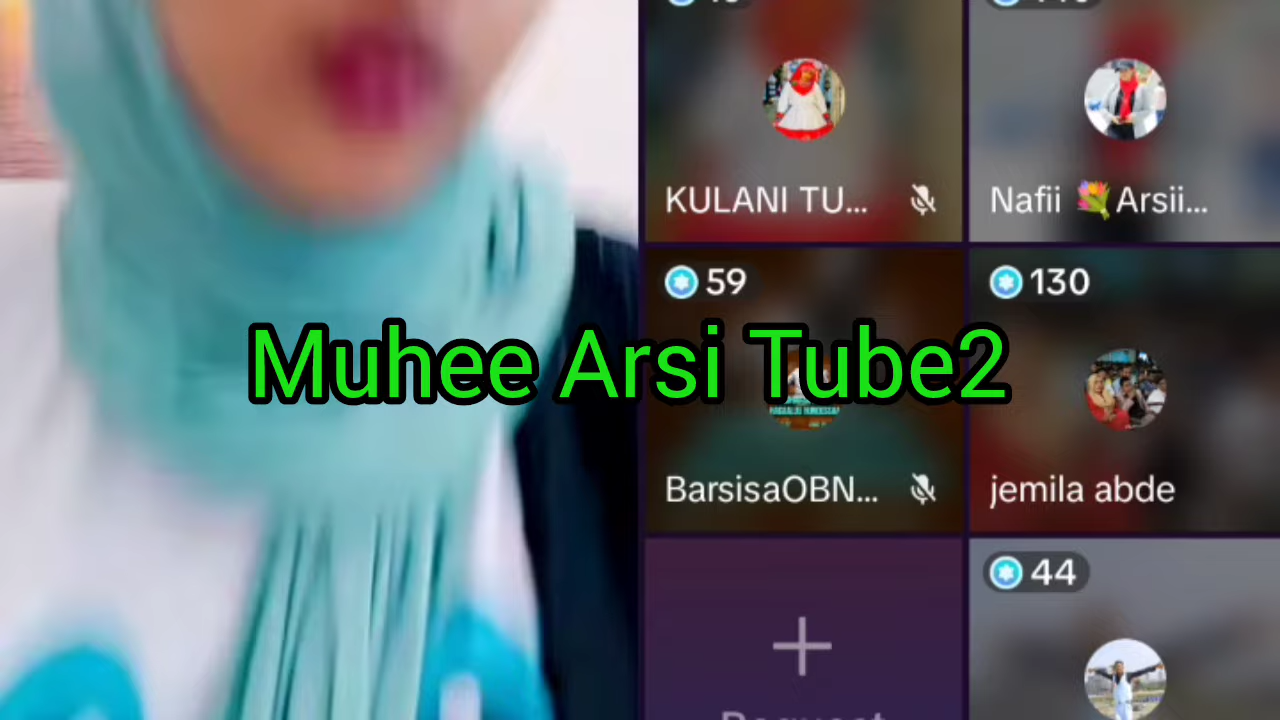 KULANI TU...
Nafii 💐Arsii...
59
130
Muhee Arsi Tube2
BarsisaOBN...
jemila abde
44